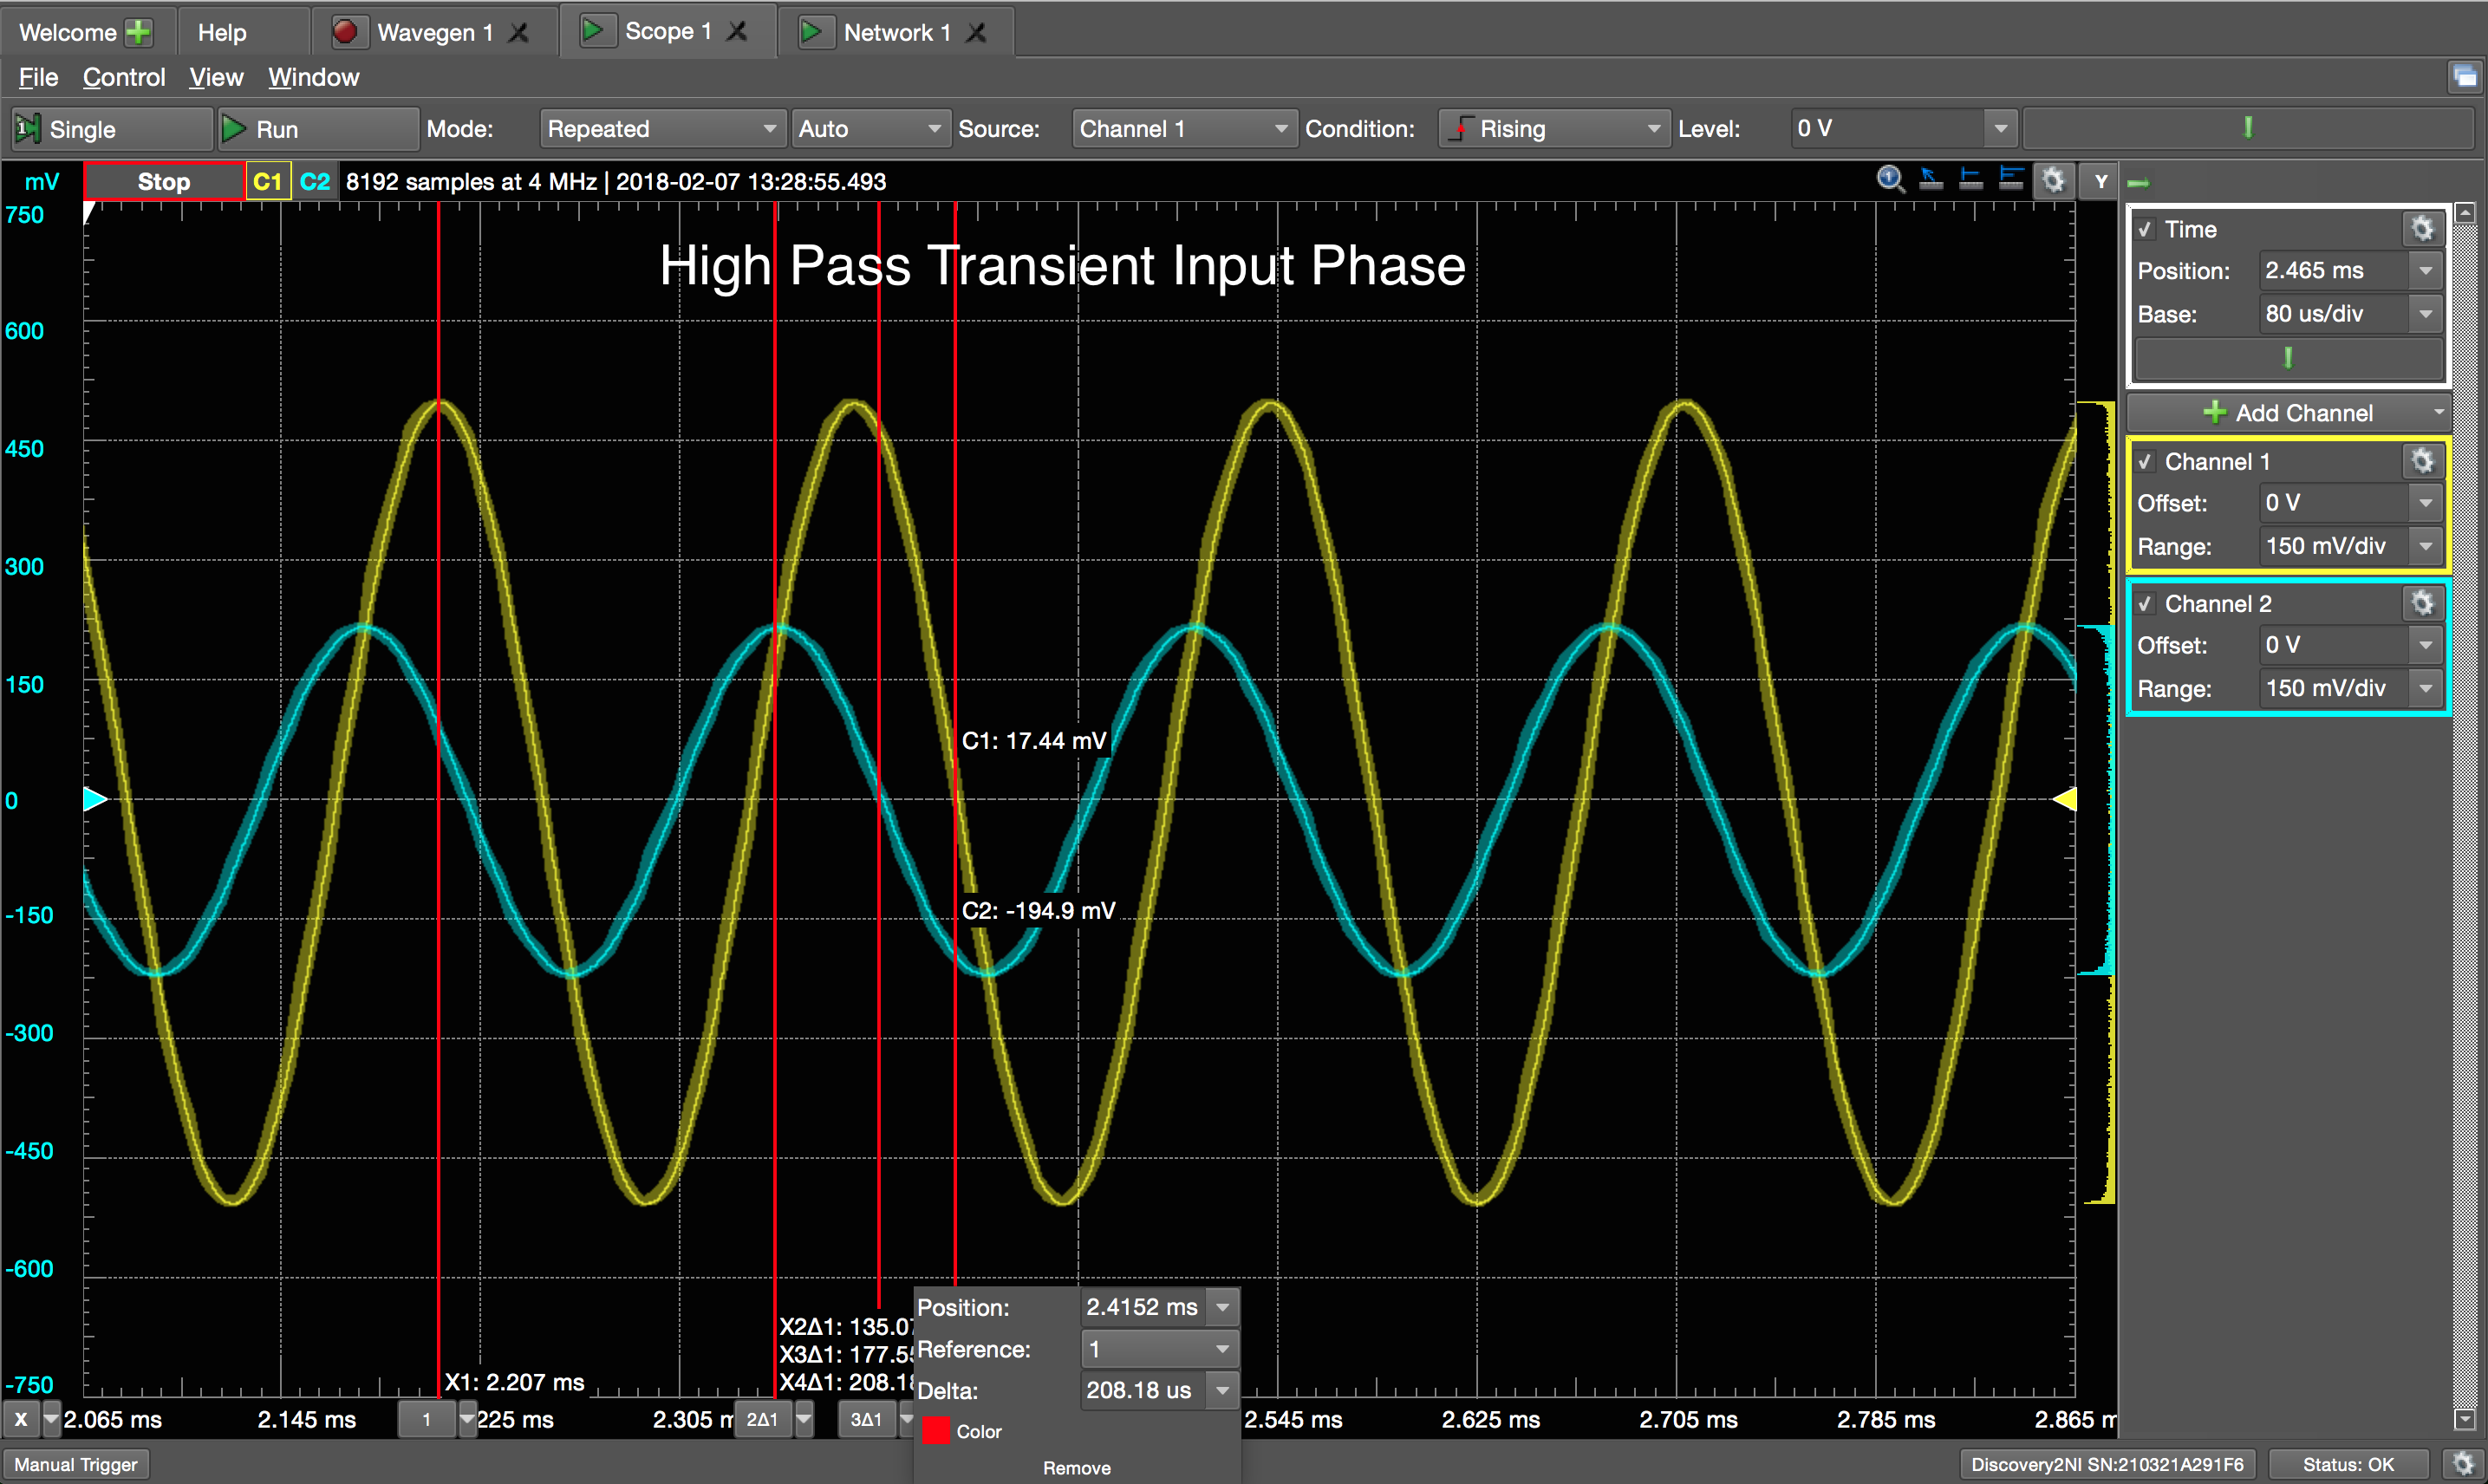 Welcome
Help
Wavegen 1
Scope 1
Network 1
File Control View Window
Single
Run
Mode: Repeated
Auto
Source: Channel 1
Condition: Rising
Level: 0 V
mV
Stop
C1
C2
8192 samples at 4 MHz | 2018-02-07 13:28:55.493
Y
High Pass Transient Input Phase
750
600
450
300
150
0
-150
-300
-450
-600
-750
C1: 17.44 mV
C2: -194.9 mV
X1: 2.207 ms
X2Δ1: 135.07
X3Δ1: 177.55
X4Δ1: 208.18
Position: 2.4152 ms
Reference: 1
Delta: 208.18 us
Color
Remove
X
2.065 ms
2.145 ms
1
225 ms
2.305 m
2Δ1
3Δ1
2.545 ms
2.625 ms
2.705 ms
2.785 ms
2.865 m
Time
Position: 2.465 ms
Base: 80 us/div
Add Channel
Channel 1
Offset: 0 V
Range: 150 mV/div
Channel 2
Offset: 0 V
Range: 150 mV/div
Manual Trigger
Discovery2NI SN:210321A291F6
Status: OK